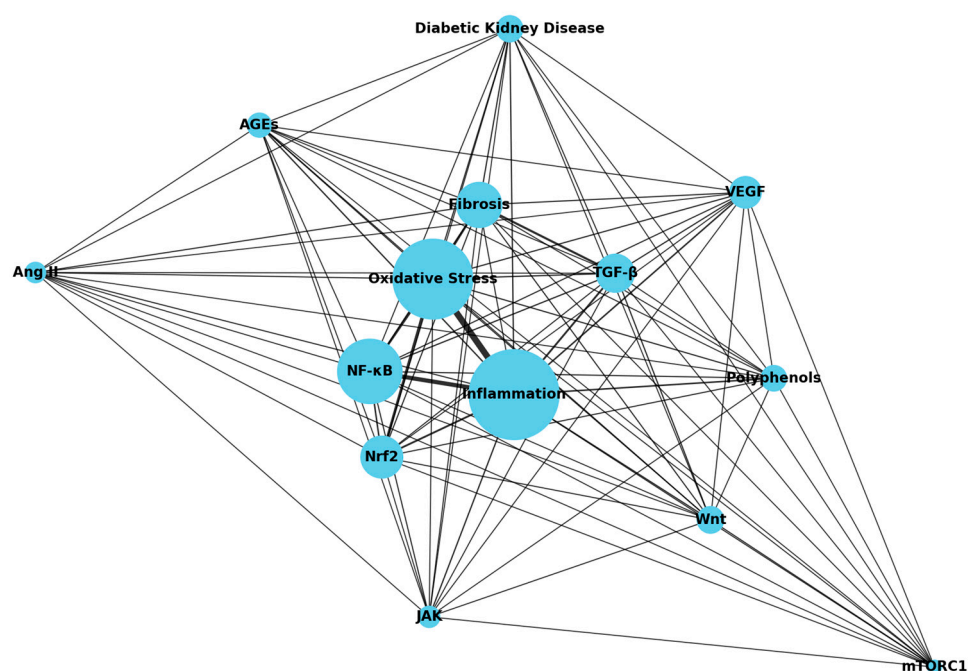 Diabetic Kidney Disease
AGEs
VEGF
Fibrosis
Ang II
Oxidative Stress
TGF-β
NF-κB
Polyphenols
Inflammation
Nrf2
Wnt
JAK
mTORC1